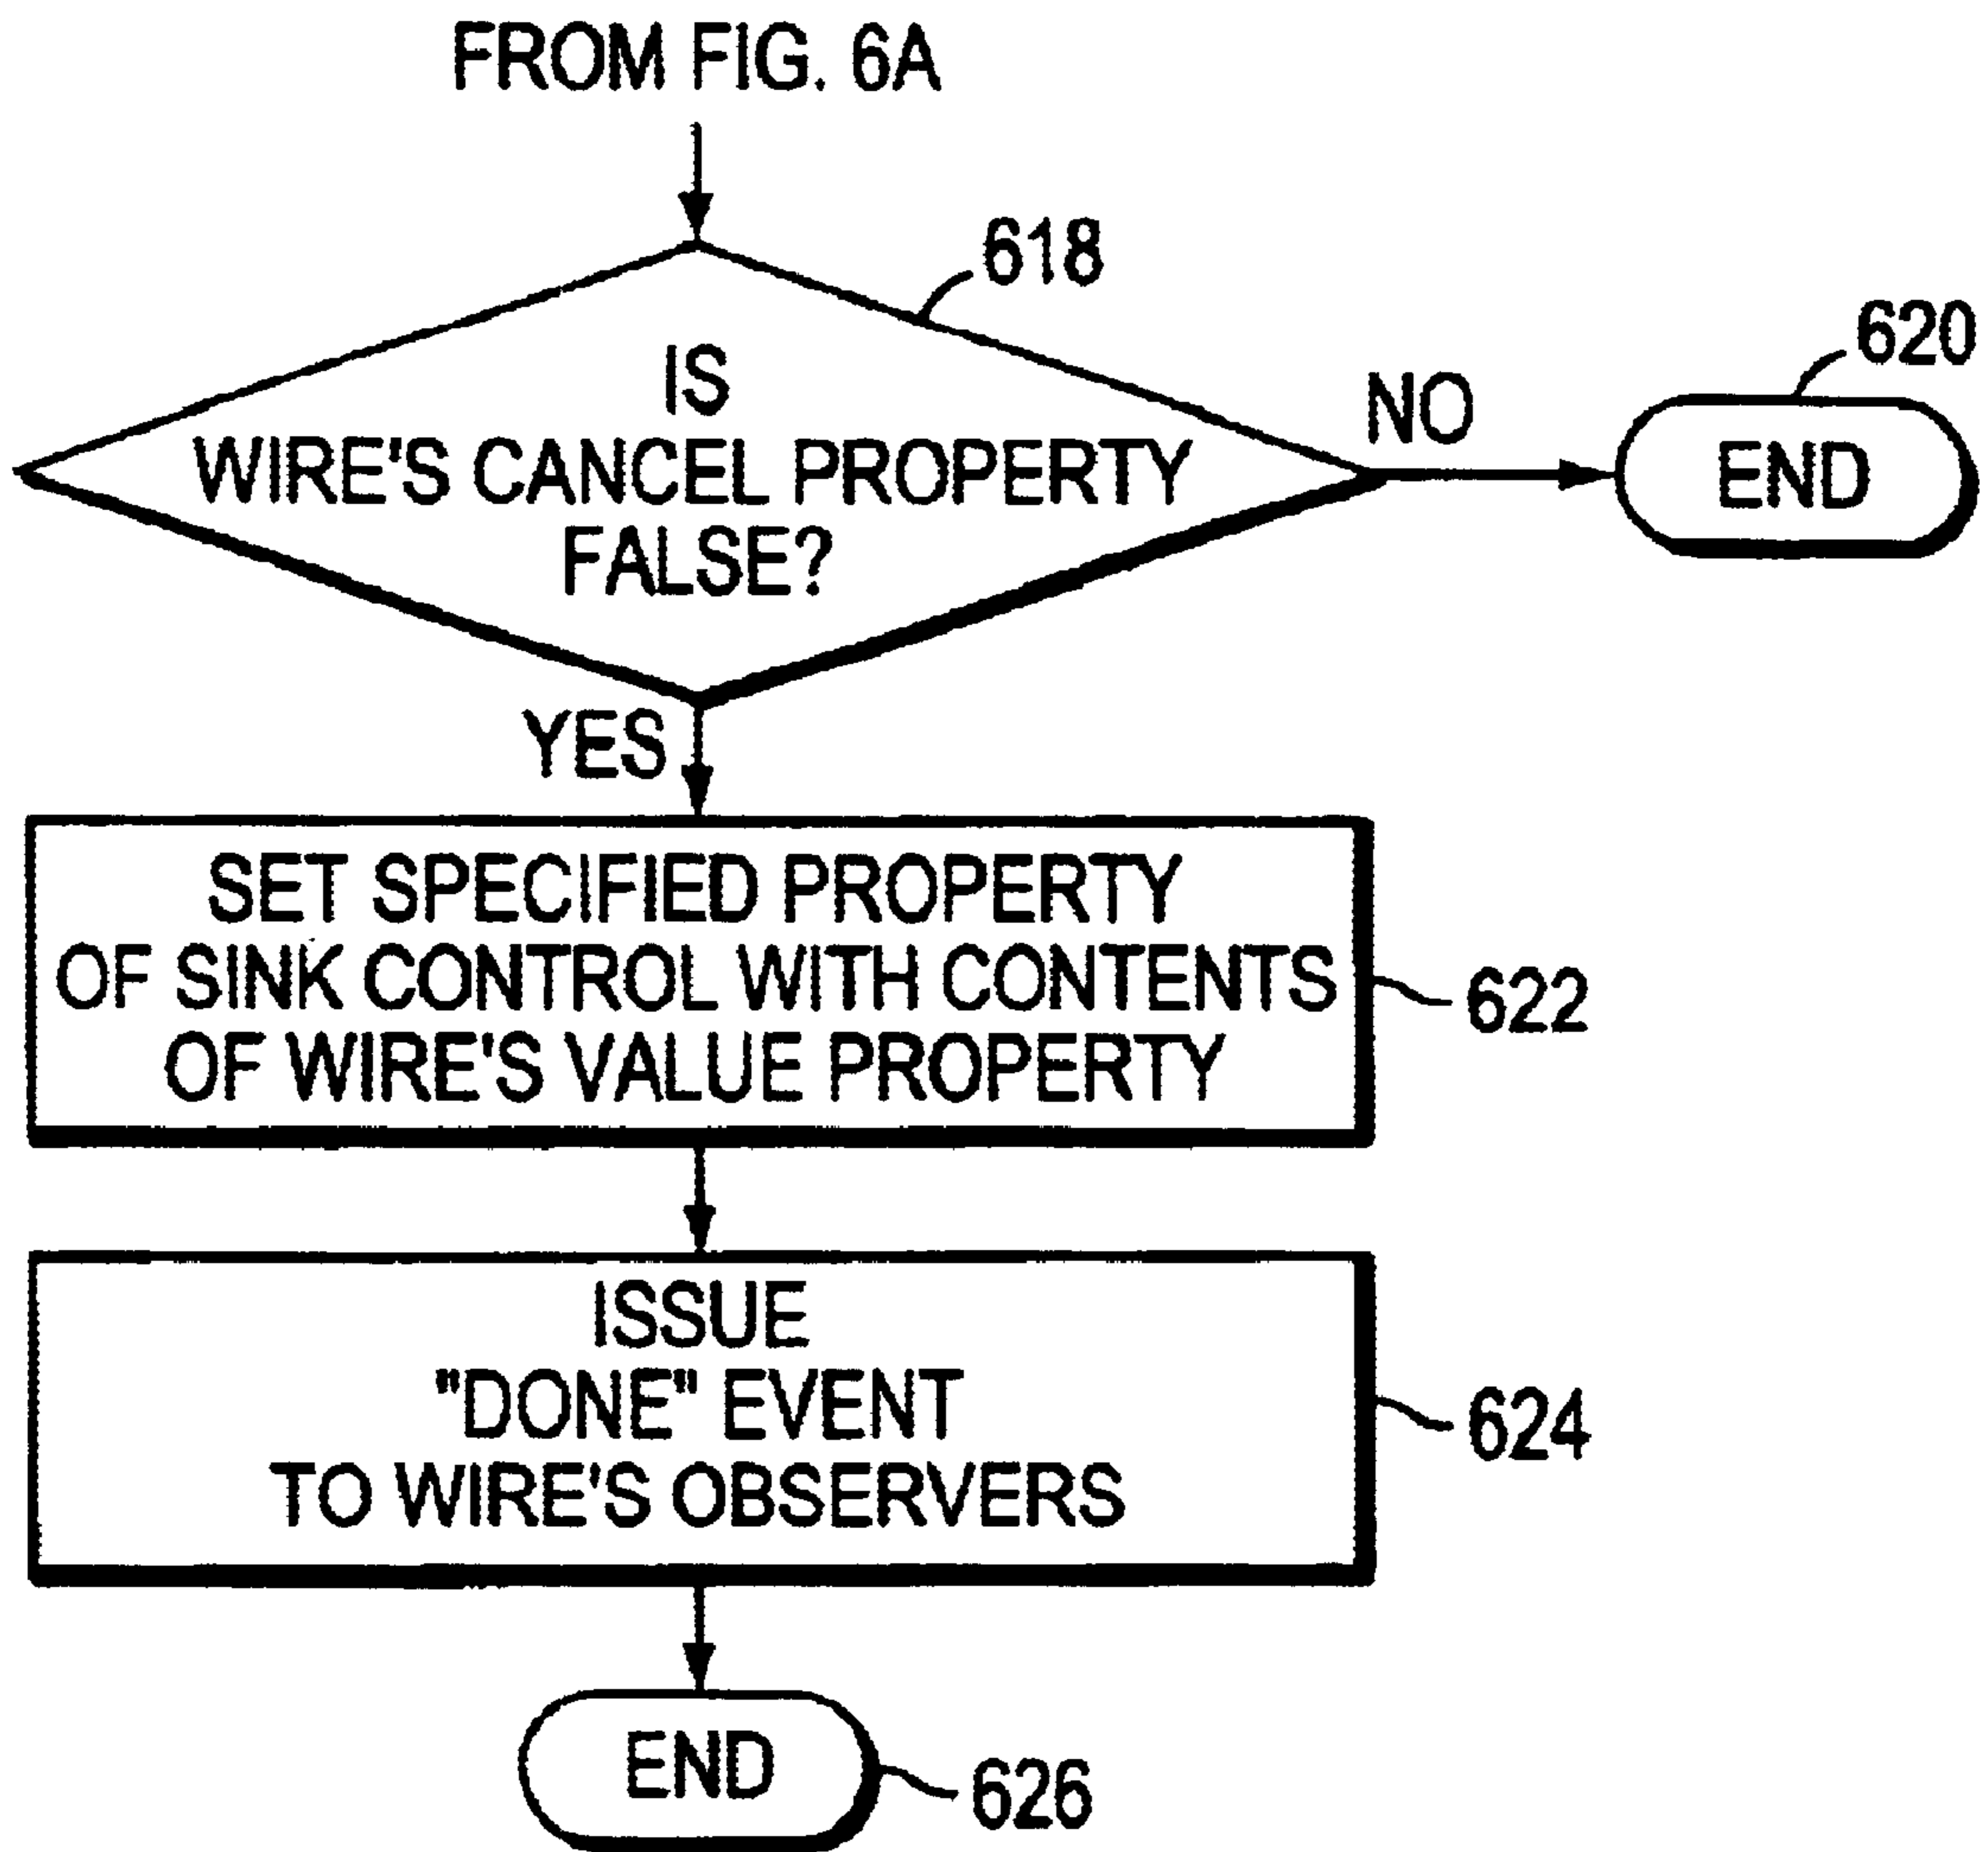 FROM FIG. 6A
618
620
IS
WIRE'S CANCEL PROPERTY
FALSE?
NO
END
YES
SET SPECIFIED PROPERTY
OF SINK CONTROL WITH CONTENTS
OF WIRE'S VALUE PROPERTY
622
ISSUE
"DONE" EVENT
TO WIRE'S OBSERVERS
624
END
626